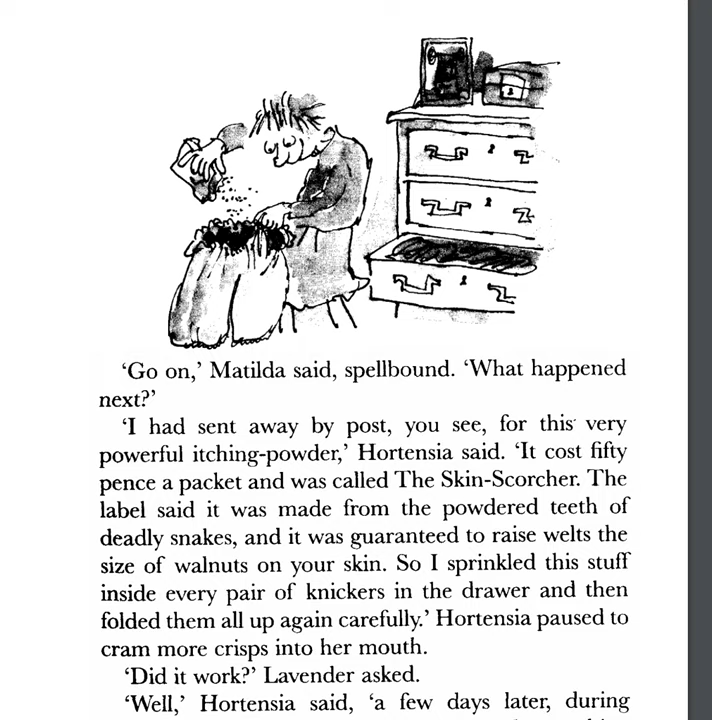 ‘Go on,’ Matilda said, spellbound. ‘What happened
next?’
‘I had sent away by post, you see, for this very
powerful itching-powder,’ Hortensia said. ‘It cost fifty
pence a packet and was called The Skin-Scorcher. The
label said it was made from the powdered teeth of
deadly snakes, and it was guaranteed to raise welts the
size of walnuts on your skin. So I sprinkled this stuff
inside every pair of knickers in the drawer and then
folded them all up again carefully.’ Hortensia paused to
cram more crisps into her mouth.
‘Did it work?’ Lavender asked.
‘Well,’ Hortensia said, ‘a few days later, during